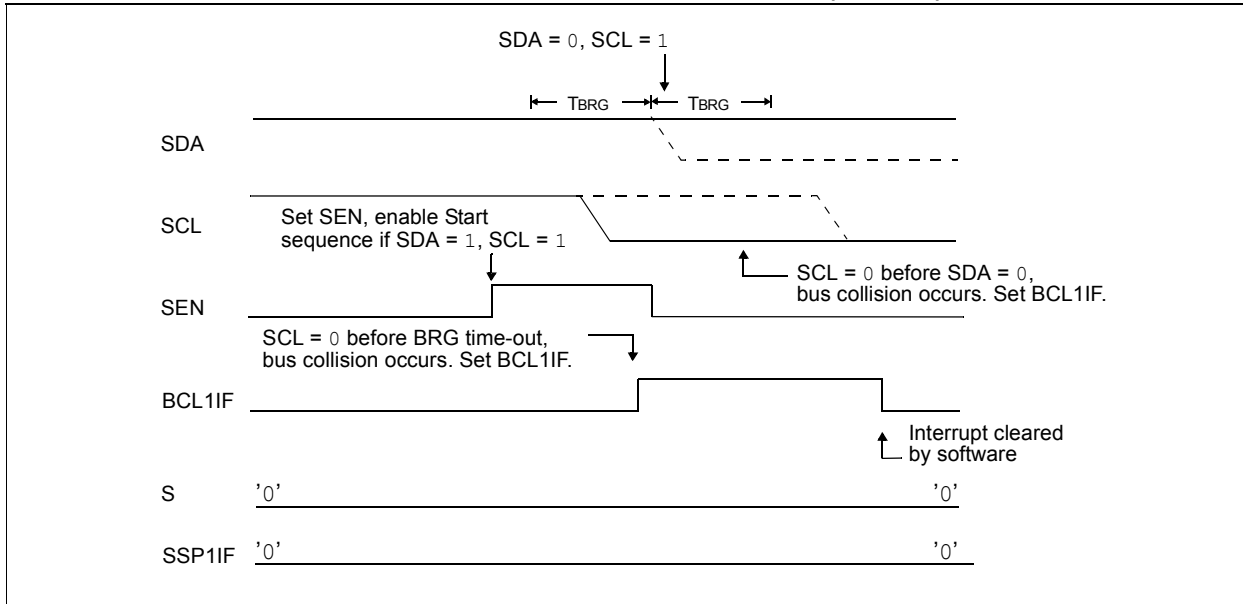 SDA = 0, SCL = 1
TBRG TBRG
SDA
SCL
Set SEN, enable Start
sequence if SDA = 1, SCL = 1
SCL = 0 before SDA = 0,
bus collision occurs. Set BCL1IF.
SEN
SCL = 0 before BRG time-out,
bus collision occurs. Set BCL1IF.
BCL1IF
Interrupt cleared
by software
S '0' '0'
SSP1IF '0' '0'